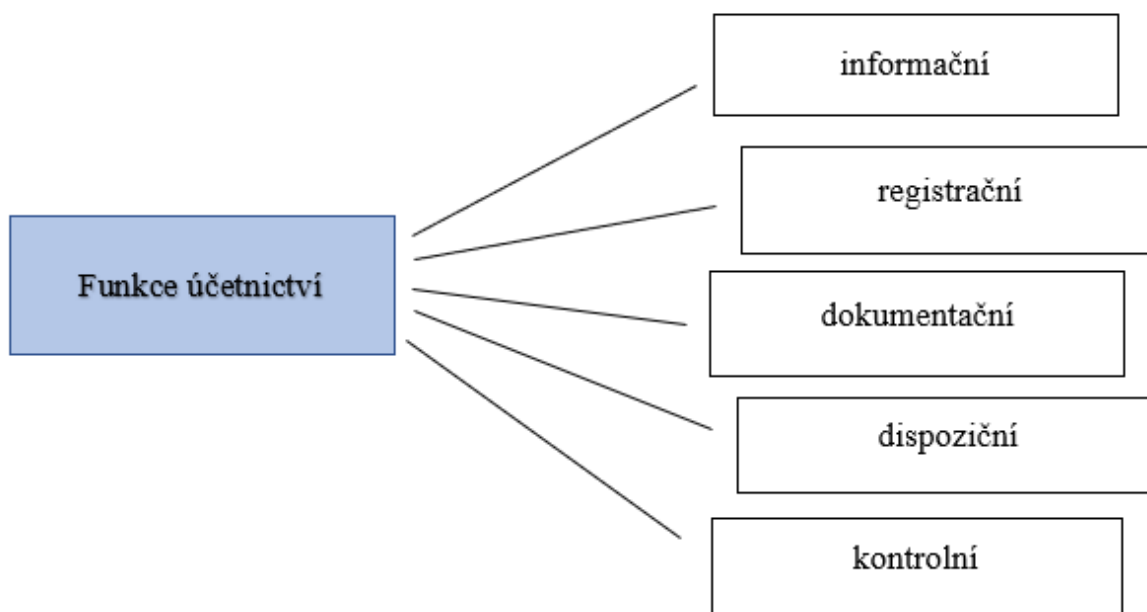 Funkce účetnictví
informační
registrační
dokumentační
dispoziční
kontrolní